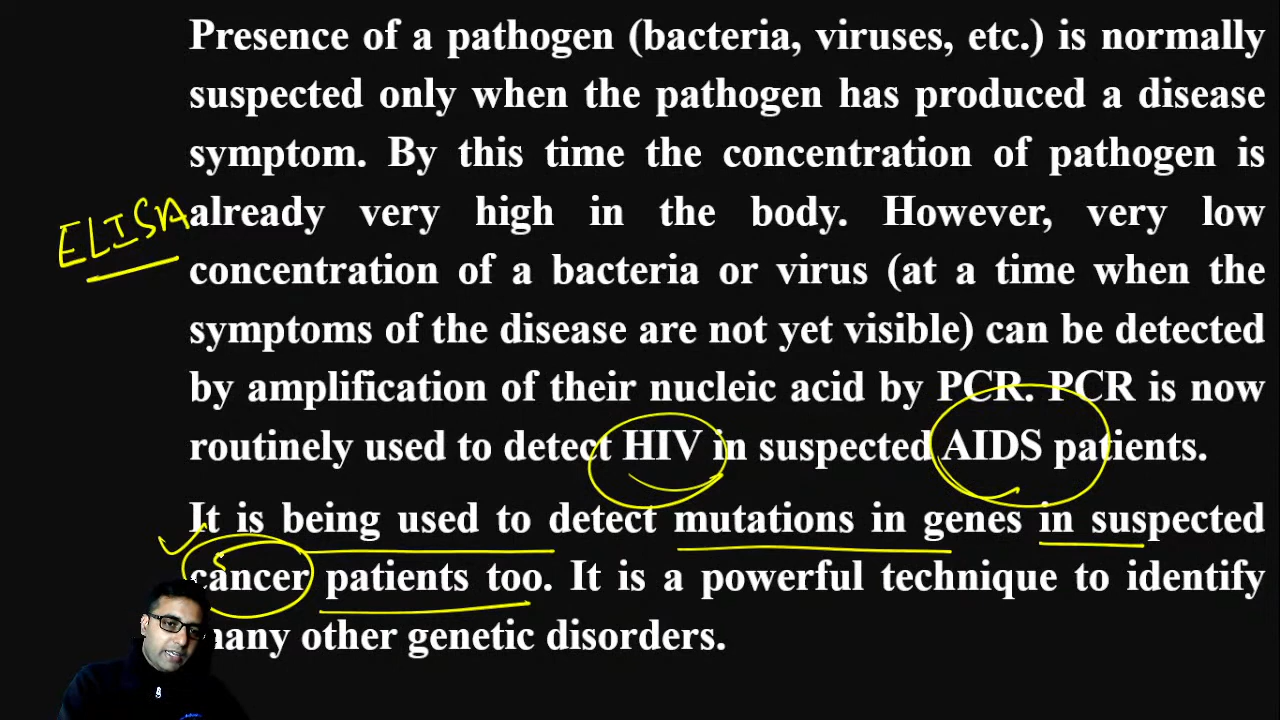 Presence of a pathogen (bacteria, viruses, etc.) is normally
suspected only when the pathogen has produced a disease
symptom. By this time the concentration of pathogen is
ELISA
already very high in the body. However, very low
concentration of a bacteria or virus (at a time when the
symptoms of the disease are not yet visible) can be detected
by amplification of their nucleic acid by PCR. PCR is now
routinely used to detect HIV in suspected AIDS patients.
It is being used to detect mutations in genes in suspected
cancer patients too. It is a powerful technique to identify
many other genetic disorders.